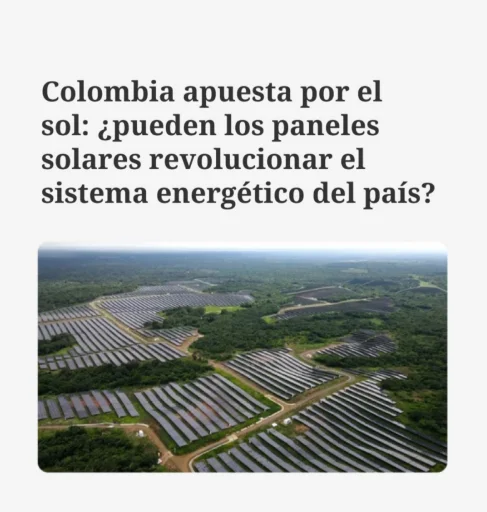 Colombia apuesta por el
sol: ¿pueden los paneles
solares revolucionar el
sistema energético del país?